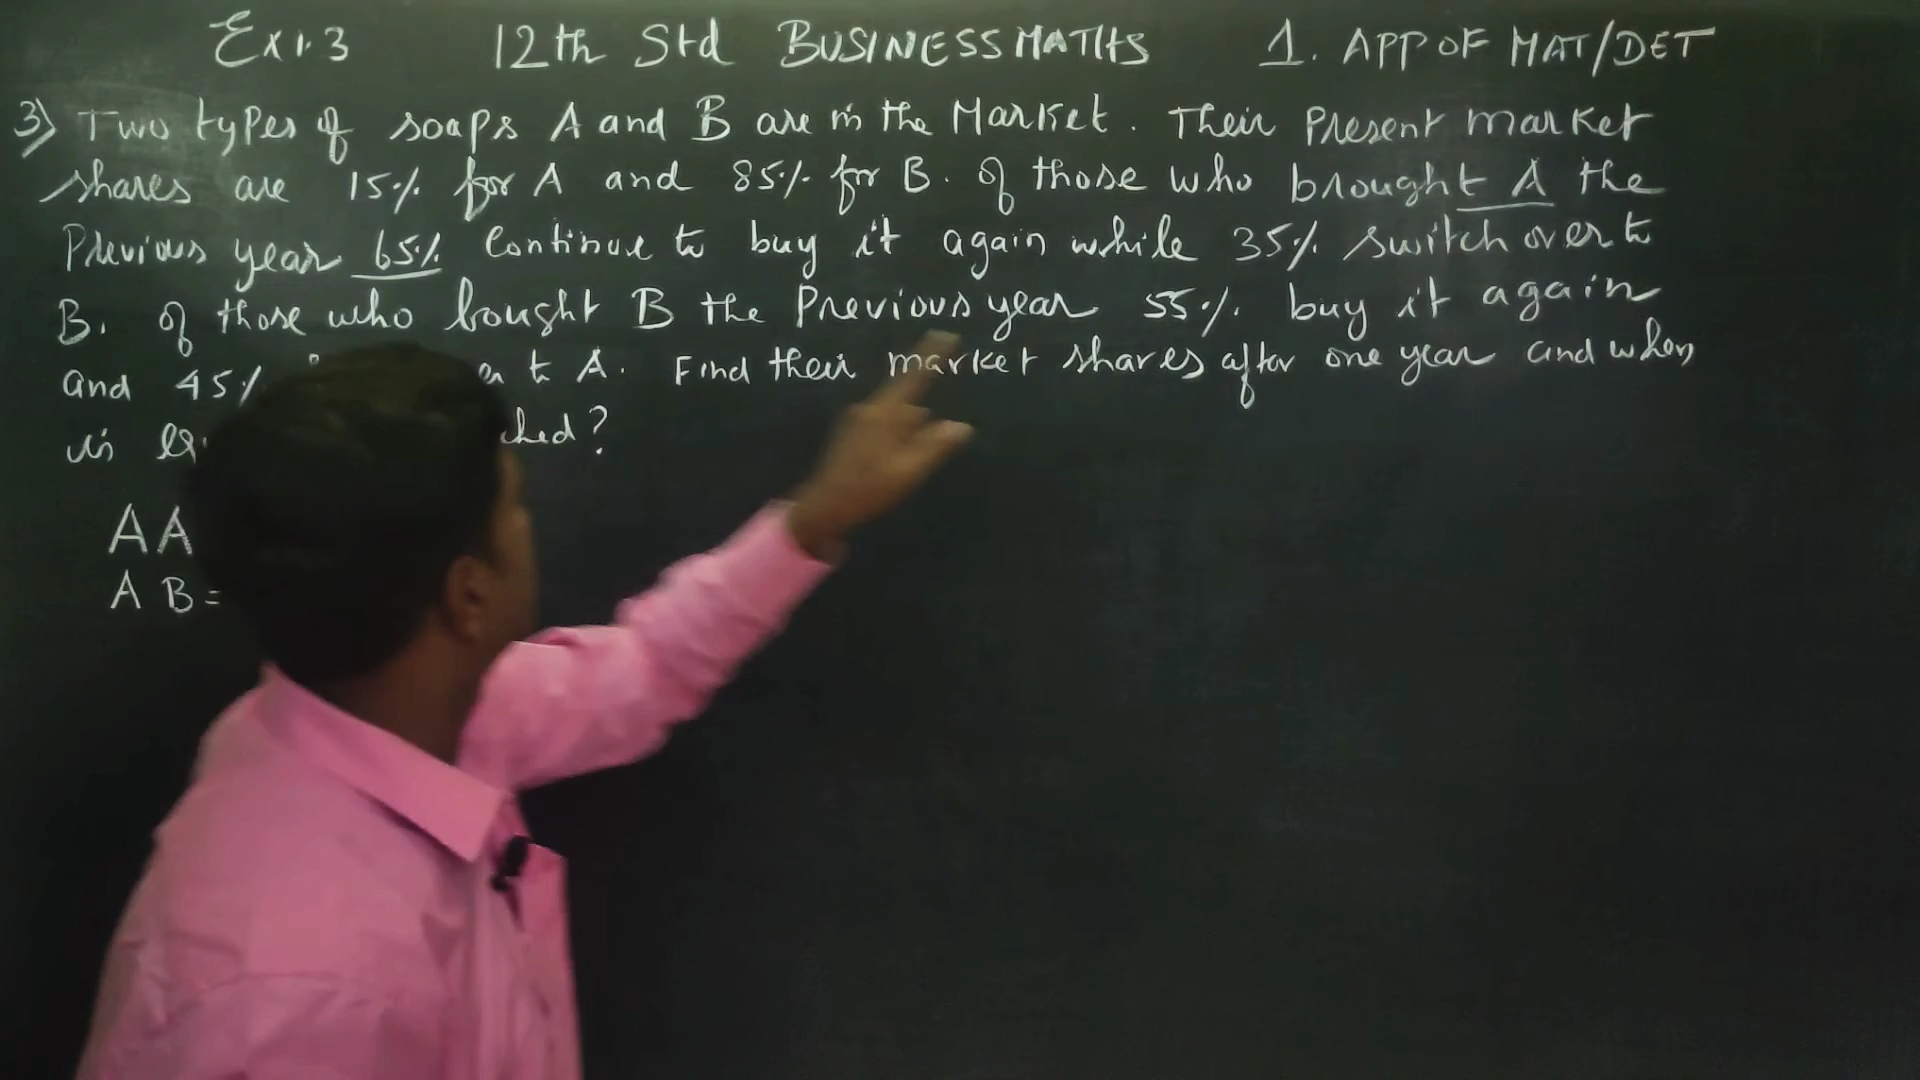 Ex 1.3 12th Std BUSINESS MATHS 1. APP OF MAT/DET
3) Two types of soaps A and B are in the Market. Their Present market
shares are 15% for A and 85% for B. Of those who brought A the
Previous year 65% continue to buy it again while 35% switch over to
B. Of those who bought B the Previous year 55% buy it again
and 45% to A. Find their market shares after one year and when
is ched?
AA
AB=